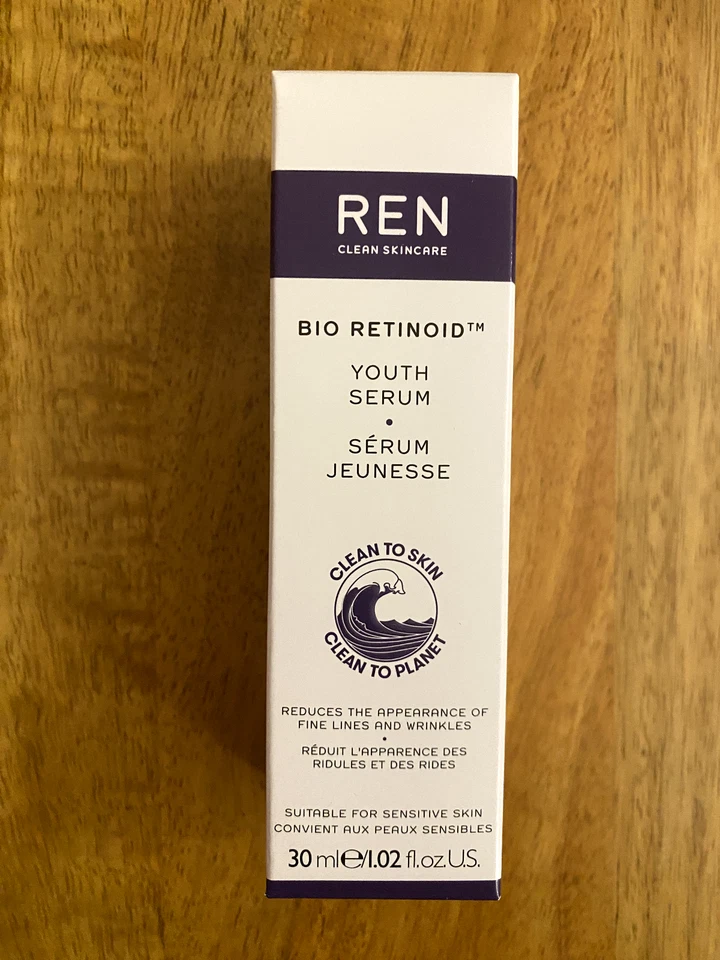 REN
CLEAN SKINCARE
BIO RETINOID™
YOUTH
SERUM
•
SÉRUM
JEUNESSE
CLEAN TO SKIN
CLEAN TO PLANET
REDUCES THE APPEARANCE OF
FINE LINES AND WRINKLES
•
RÉDUIT L'APPARENCE DES
RIDULES ET DES RIDES
SUITABLE FOR SENSITIVE SKIN
CONVIENT AUX PEAUX SENSIBLES
30 ml℮/1.02 fl.oz.U.S.